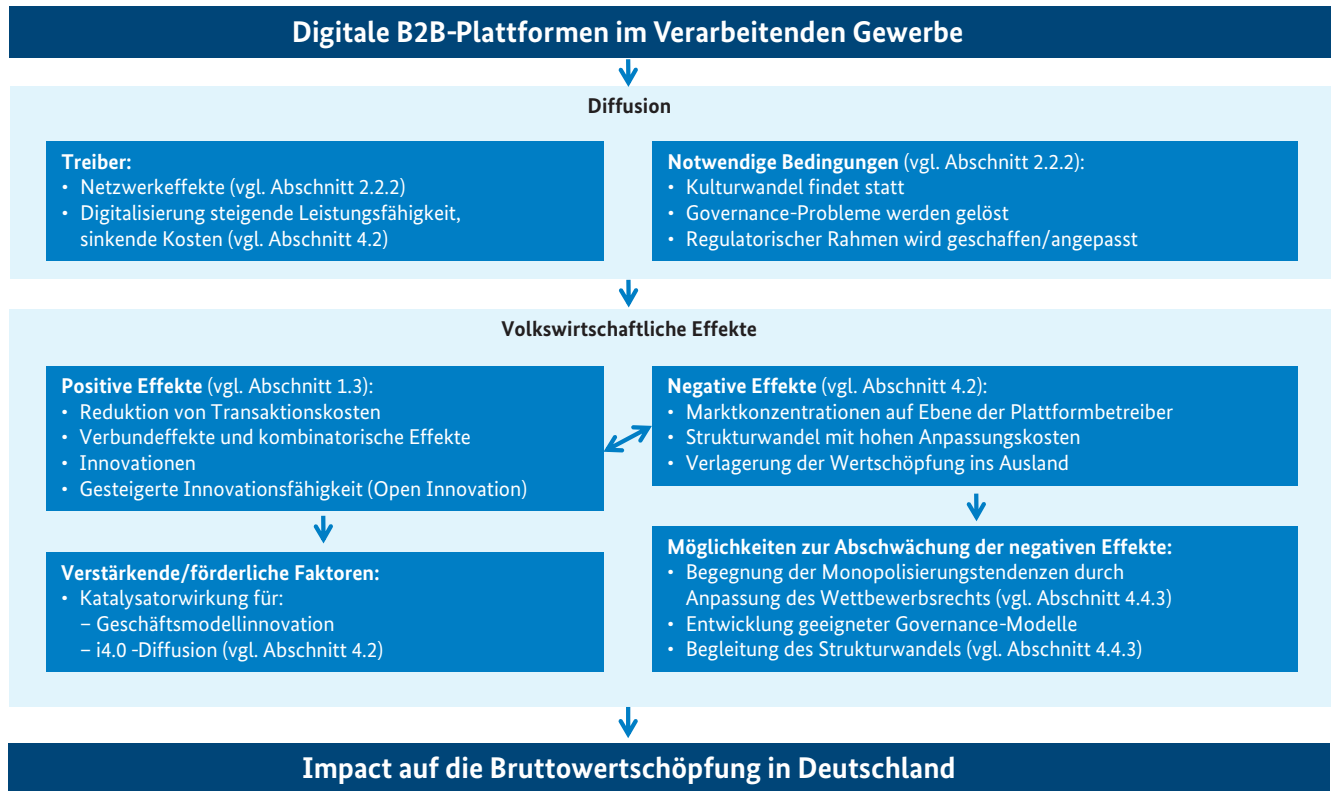 Digitale B2B-Plattformen im Verarbeitenden Gewerbe
Diffusion
Treiber:
• Netzwerkeffekte (vgl. Abschnitt 2.2.2)
• Digitalisierung steigende Leistungsfähigkeit,
sinkende Kosten (vgl. Abschnitt 4.2)
Notwendige Bedingungen (vgl. Abschnitt 2.2.2):
• Kulturwandel findet statt
• Governance-Probleme werden gelöst
• Regulatorischer Rahmen wird geschaffen/angepasst
Volkswirtschaftliche Effekte
Positive Effekte (vgl. Abschnitt 1.3):
• Reduktion von Transaktionskosten
• Verbundeffekte und kombinatorische Effekte
• Innovationen
• Gesteigerte Innovationsfähigkeit (Open Innovation)
Negative Effekte (vgl. Abschnitt 4.2):
• Marktkonzentrationen auf Ebene der Plattformbetreiber
• Strukturwandel mit hohen Anpassungskosten
• Verlagerung der Wertschöpfung ins Ausland
Verstärkende/förderliche Faktoren:
• Katalysatorwirkung für:
– Geschäftsmodellinnovation
– i4.0 -Diffusion (vgl. Abschnitt 4.2)
Möglichkeiten zur Abschwächung der negativen Effekte:
• Begegnung der Monopolisierungstendenzen durch
Anpassung des Wettbewerbsrechts (vgl. Abschnitt 4.4.3)
• Entwicklung geeigneter Governance-Modelle
• Begleitung des Strukturwandels (vgl. Abschnitt 4.4.3)
Impact auf die Bruttowertschöpfung in Deutschland